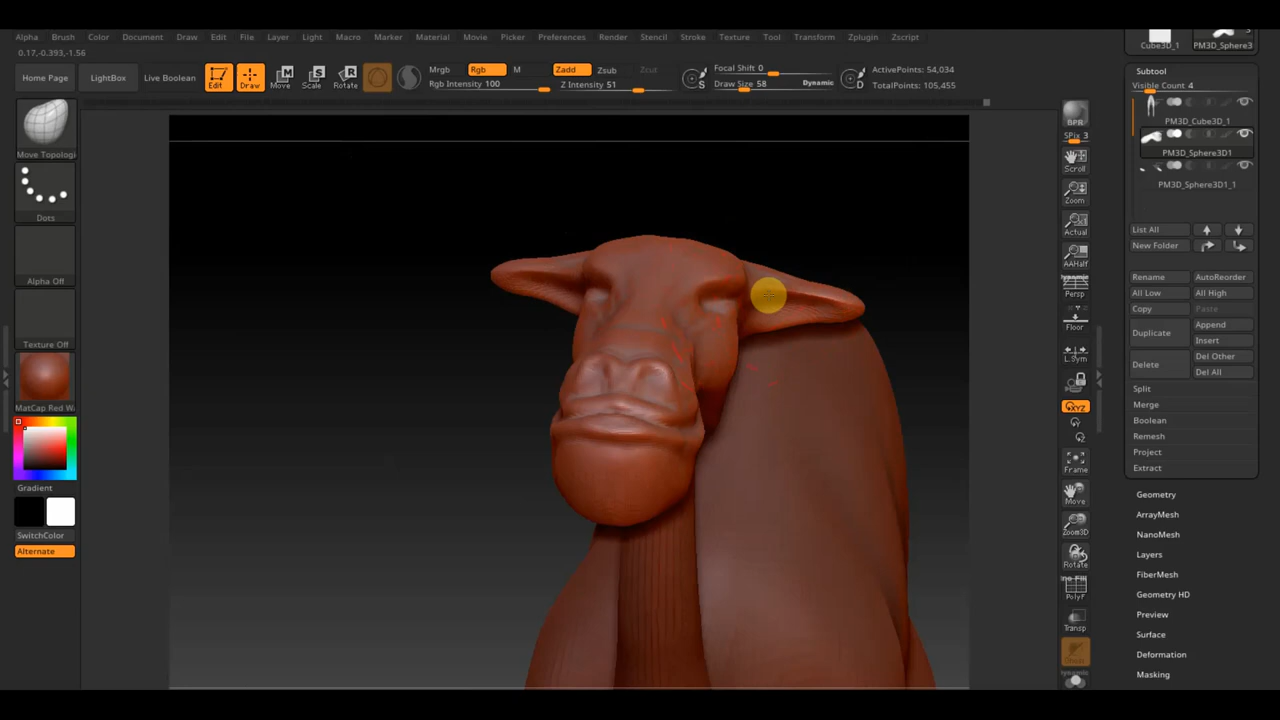 Alpha Brush Color Document Draw Edit File Layer Light Macro Marker Material Movie Picker Preferences Render Stencil Stroke Texture Tool Transform Zplugin Zscript
0.17,-0.393,-1.56
Home Page LightBox Live Boolean Edit Draw Move Scale Rotate
Mrgb Rgb M Zadd Zsub Zcut
Rgb Intensity 100 Z Intensity 51
S Focal Shift 0
Draw Size 58 Dynamic D
ActivePoints: 54,034
TotalPoints: 105,455
Cube3D_1 PM3D_Sphere3
Move Topologi
Dots
Alpha Off
Texture Off
MatCap Red Wa
Gradient
SwitchColor
Alternate
BPR
SPix 3
Scroll
Zoom
Actual
AAHalf
Dynamic
Persp
Floor
L.Sym
XYZ
Frame
Move
Zoom3D
Rotate
PolyF
Transp
Dynamic
Subtool
Visible Count 4
PM3D_Cube3D_1
PM3D_Sphere3D1
PM3D_Sphere3D1_1
List All
New Folder
Rename AutoReorder
All Low All High
Copy Paste
Duplicate Append
Insert
Delete Del Other
Del All
Split
Merge
Boolean
Remesh
Project
Extract
Geometry
ArrayMesh
NanoMesh
Layers
FiberMesh
Geometry HD
Preview
Surface
Deformation
Masking